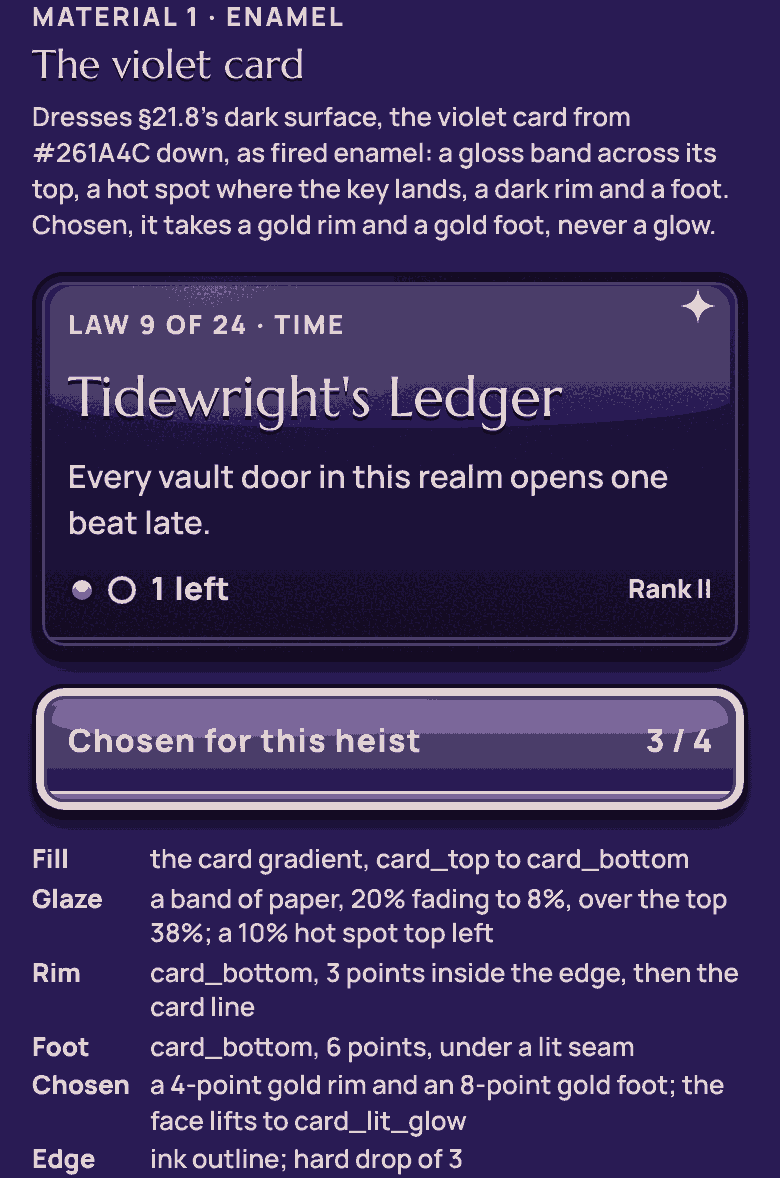 MATERIAL 1 · ENAMEL
The violet card
Dresses §21.8’s dark surface, the violet card from
#261A4C down, as fired enamel: a gloss band across its
top, a hot spot where the key lands, a dark rim and a foot.
Chosen, it takes a gold rim and a gold foot, never a glow.
LAW 9 OF 24 · TIME
Tidewright's Ledger
Every vault door in this realm opens one
beat late.
1 left
Rank II
Chosen for this heist
3 / 4
Fill the card gradient, card_top to card_bottom
Glaze a band of paper, 20% fading to 8%, over the top
38%; a 10% hot spot top left
Rim card_bottom, 3 points inside the edge, then the
card line
Foot card_bottom, 6 points, under a lit seam
Chosen a 4-point gold rim and an 8-point gold foot; the
face lifts to card_lit_glow
Edge ink outline; hard drop of 3